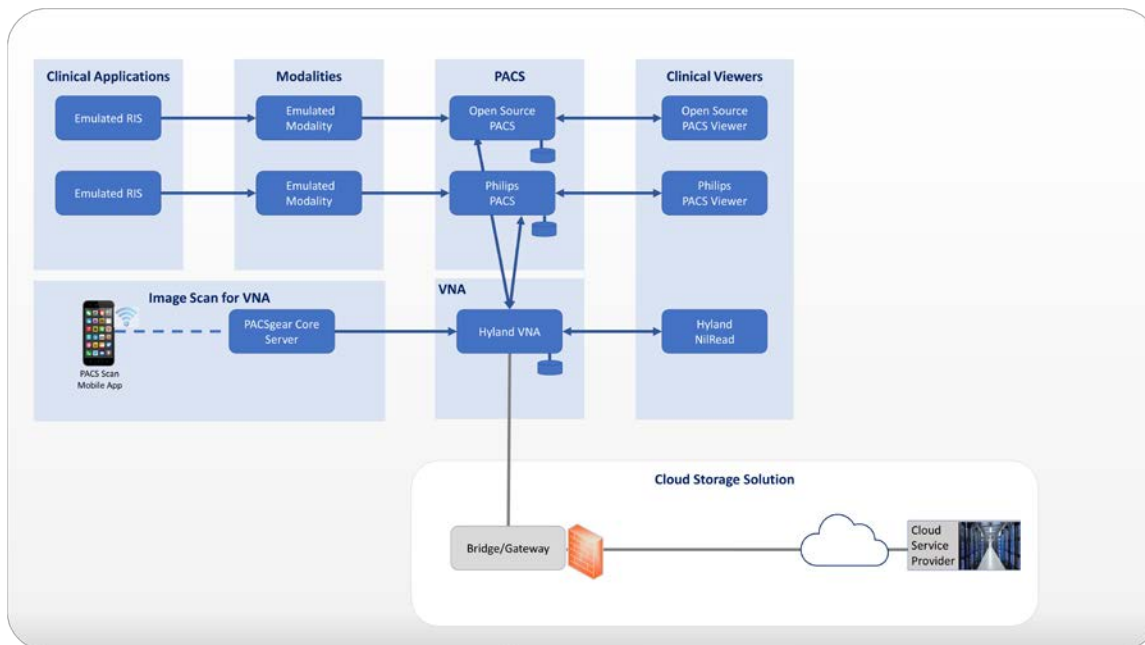 Clinical Applications
Modalities
PACS
Clinical Viewers
Emulated RIS
Emulated
Modality
Open Source
PACS
Open Source
PACS Viewer
Emulated RIS
Emulated
Modality
Philips
PACS
Philips
PACS Viewer
Image Scan for VNA
VNA
PACSgear Core
Server
Hyland VNA
Hyland
NilRead
PACS Scan
Mobile App
Cloud Storage Solution
Bridge/Gateway
Cloud
Service
Provider